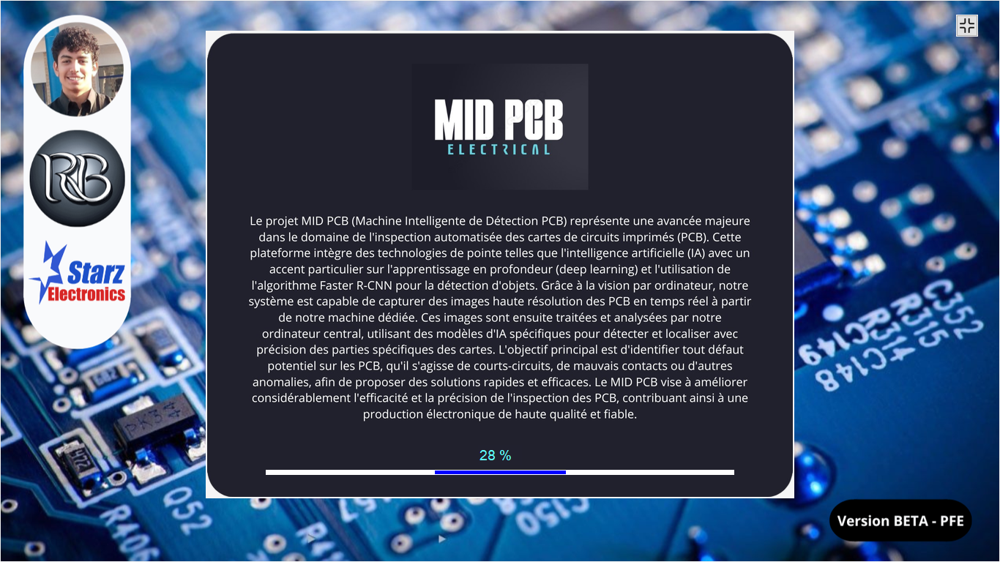 RB
Starz
Electronics
MID PCB
ELECTRICAL
Le projet MID PCB (Machine Intelligente de Détection PCB) représente une avancée majeure
dans le domaine de l'inspection automatisée des cartes de circuits imprimés (PCB). Cette
plateforme intègre des technologies de pointe telles que l'intelligence artificielle (IA) avec un
accent particulier sur l'apprentissage en profondeur (deep learning) et l'utilisation de
l'algorithme Faster R-CNN pour la détection d'objets. Grâce à la vision par ordinateur, notre
système est capable de capturer des images haute résolution des PCB en temps réel à partir
de notre machine dédiée. Ces images sont ensuite traitées et analysées par notre
ordinateur central, utilisant des modèles d'IA spécifiques pour détecter et localiser avec
précision des parties spécifiques des cartes. L'objectif principal est d'identifier tout défaut
potentiel sur les PCB, qu'il s'agisse de courts-circuits, de mauvais contacts ou d'autres
anomalies, afin de proposer des solutions rapides et efficaces. Le MID PCB vise à améliorer
considérablement l'efficacité et la précision de l'inspection des PCB, contribuant ainsi à une
production électronique de haute qualité et fiable.
28 %
C352
R315
R314
RC149
C148
Q52
R406
C150
Version BETA - PFE